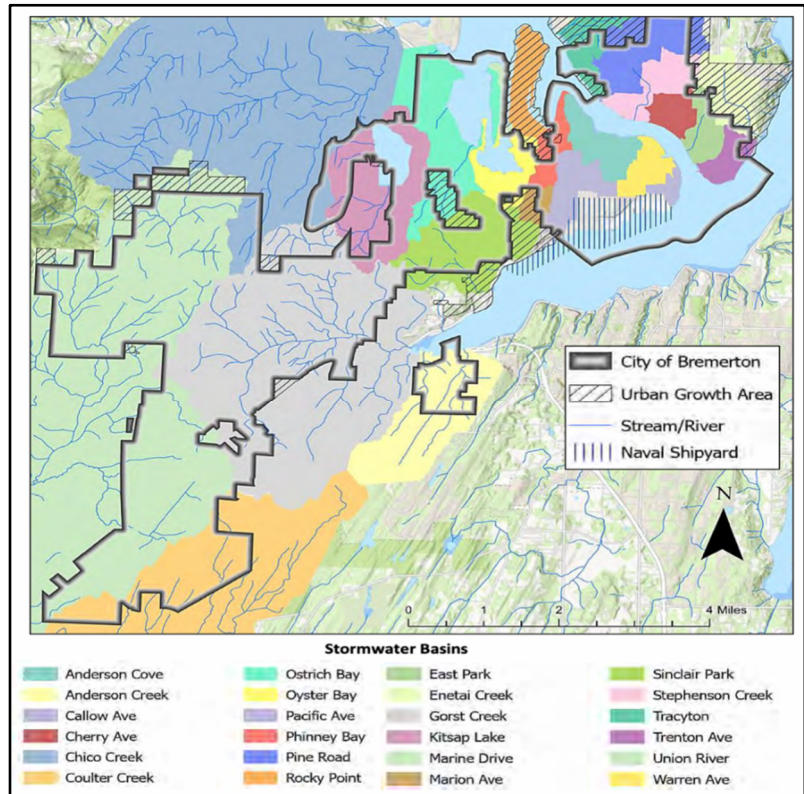 City of Bremerton
Urban Growth Area
Stream/River
Naval Shipyard
N
0 1 2 4 Miles
Stormwater Basins
Anderson Cove
Anderson Creek
Callow Ave
Cherry Ave
Chico Creek
Coulter Creek
Ostrich Bay
Oyster Bay
Pacific Ave
Phinney Bay
Pine Road
Rocky Point
East Park
Enetai Creek
Gorst Creek
Kitsap Lake
Marine Drive
Marion Ave
Sinclair Park
Stephenson Creek
Tracyton
Trenton Ave
Union River
Warren Ave